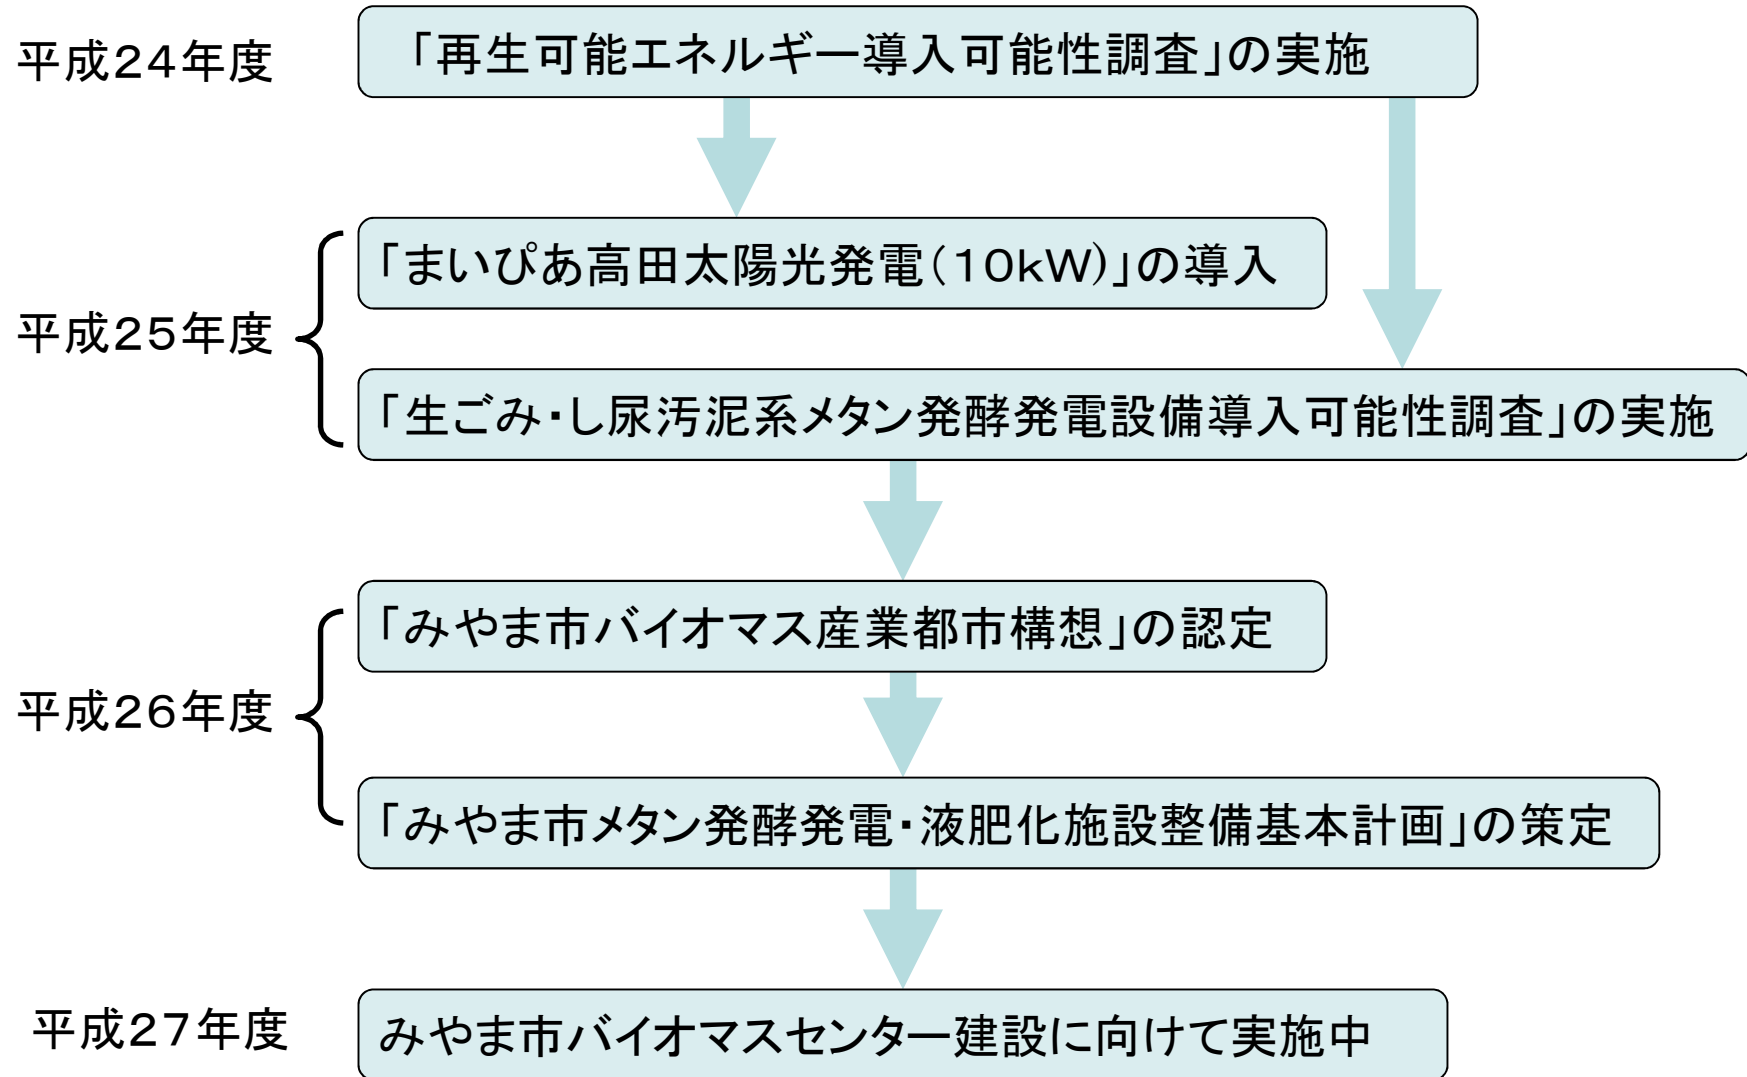 平成24年度
「再生可能エネルギー導入可能性調査」の実施
平成25年度
「まいぴあ高田太陽光発電（10kW)」の導入
「生ごみ・し尿汚泥系メタン発酵発電設備導入可能性調査」の実施
平成26年度
「みやま市バイオマス産業都市構想」の認定
「みやま市メタン発酵発電・液肥化施設整備基本計画」の策定
平成27年度
みやま市バイオマスセンター建設に向けて実施中